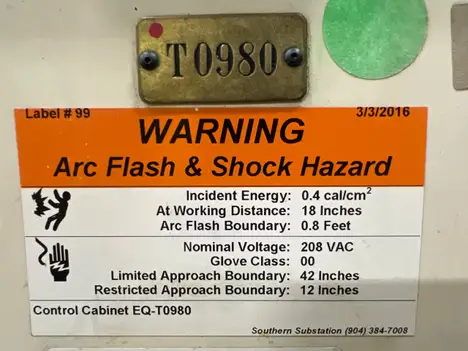 T0980
Label # 99 3/3/2016
WARNING
Arc Flash & Shock Hazard
Incident Energy: 0.4 cal/cm²
At Working Distance: 18 Inches
Arc Flash Boundary: 0.8 Feet
Nominal Voltage: 208 VAC
Glove Class: 00
Limited Approach Boundary: 42 Inches
Restricted Approach Boundary: 12 Inches
Control Cabinet EQ-T0980
Southern Substation (904) 384-7008